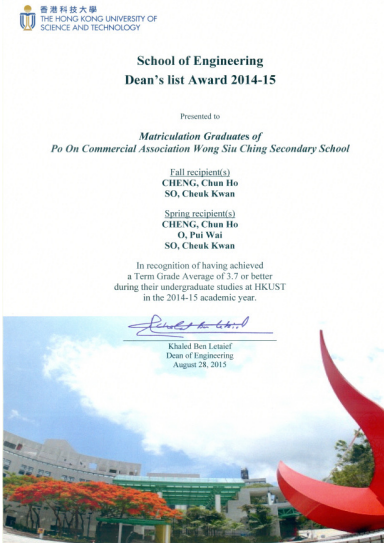 香港科技大學
THE HONG KONG UNIVERSITY OF
SCIENCE AND TECHNOLOGY
School of Engineering
Dean's list Award 2014-15
Presented to
Matriculation Graduates of
Po On Commercial Association Wong Siu Ching Secondary School
Fall recipient(s)
CHENG, Chun Ho
SO, Cheuk Kwan
Spring recipient(s)
CHENG, Chun Ho
O, Pui Wai
SO, Cheuk Kwan
In recognition of having achieved
a Term Grade Average of 3.7 or better
during their undergraduate studies at HKUST
in the 2014-15 academic year.
Khaled Ben Letaief
Khaled Ben Letaief
Dean of Engineering
August 28, 2015